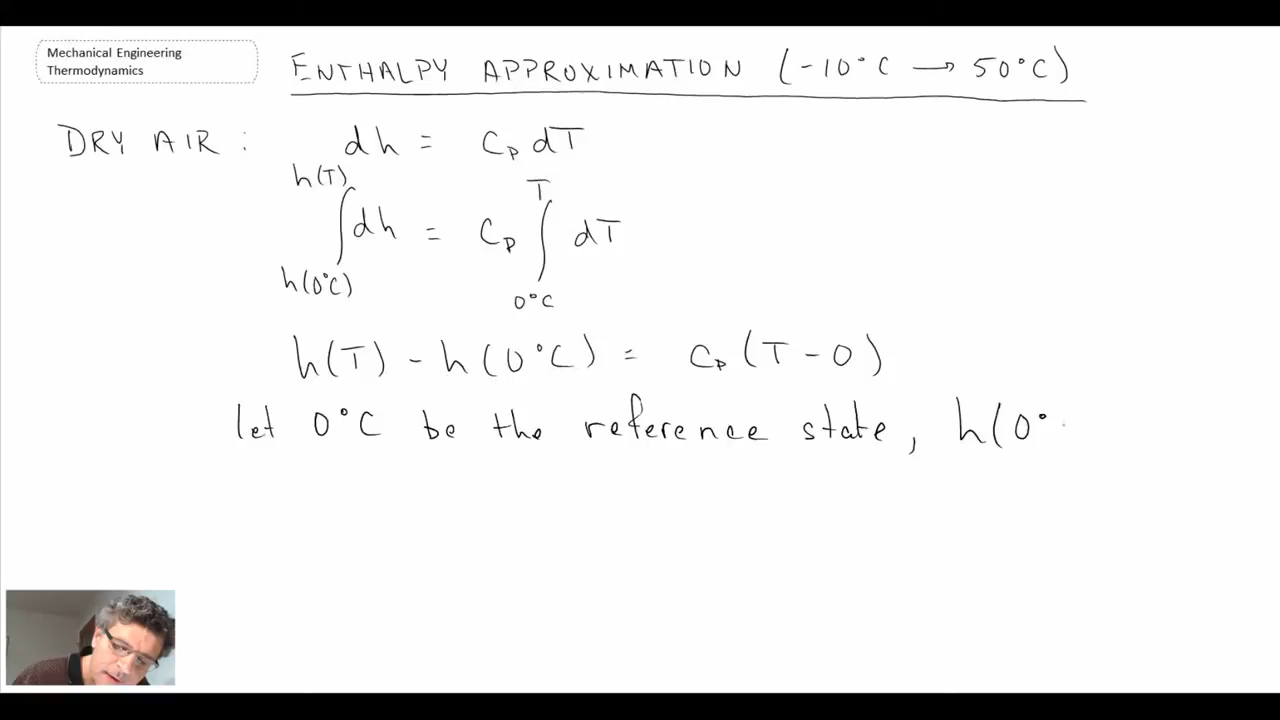 Mechanical Engineering
Thermodynamics
ENTHALPY APPROXIMATION (-10°C → 50°C)
DRY AIR : dh = CP dT
∫_{h(0°C)}^{h(T)} dh = CP ∫_{0°C}^{T} dT
h(T) - h(0°C) = CP (T - 0)
let 0°C be the reference state, h(0°